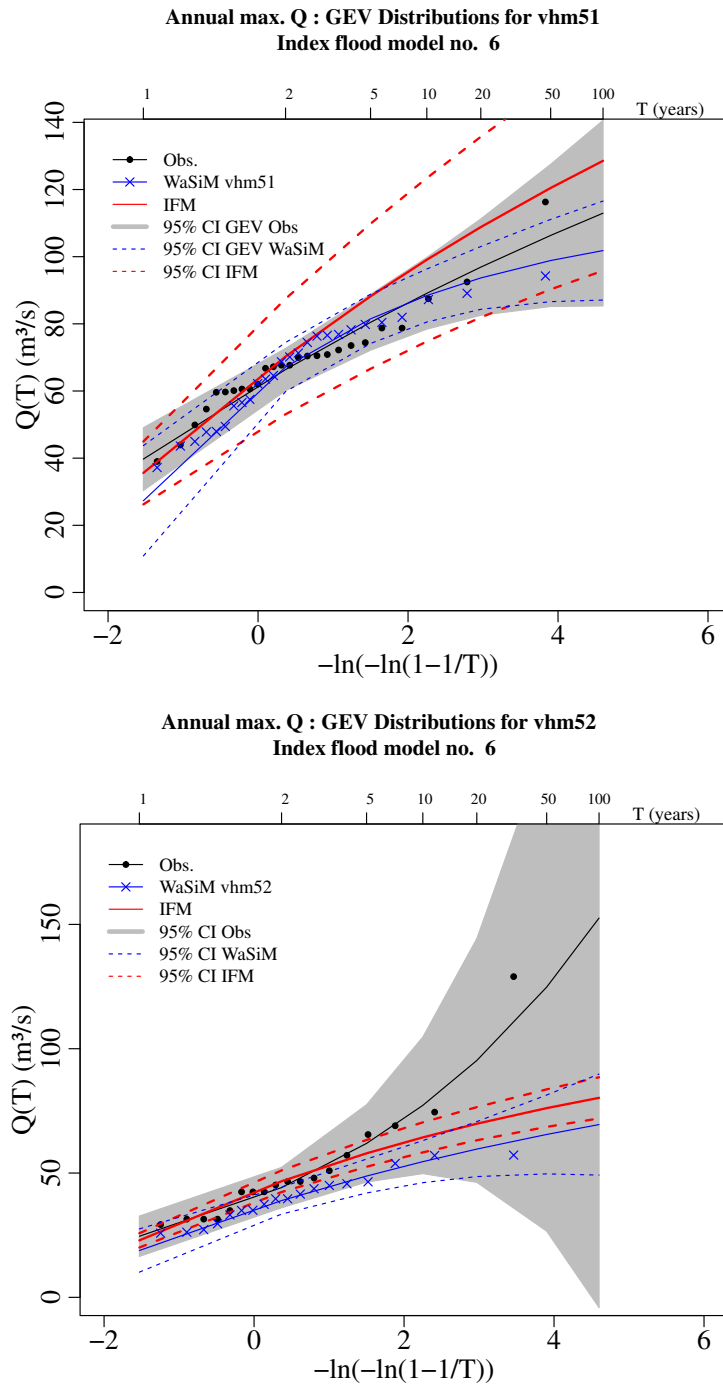 Annual max. Q : GEV Distributions for vhm51
Index flood model no. 6
1 2 5 10 20 50 100 T (years)
Obs.
WaSiM vhm51
IFM
95% CI GEV Obs
95% CI GEV WaSiM
95% CI IFM
Q(T) (m³/s)
0 20 40 60 80 100 120 140
−2 0 2 4 6
−ln(−ln(1−1/T))
Annual max. Q : GEV Distributions for vhm52
Index flood model no. 6
1 2 5 10 20 50 100 T (years)
Obs.
WaSiM vhm52
IFM
95% CI Obs
95% CI WaSiM
95% CI IFM
Q(T) (m³/s)
0 50 100 150
−2 0 2 4 6
−ln(−ln(1−1/T))